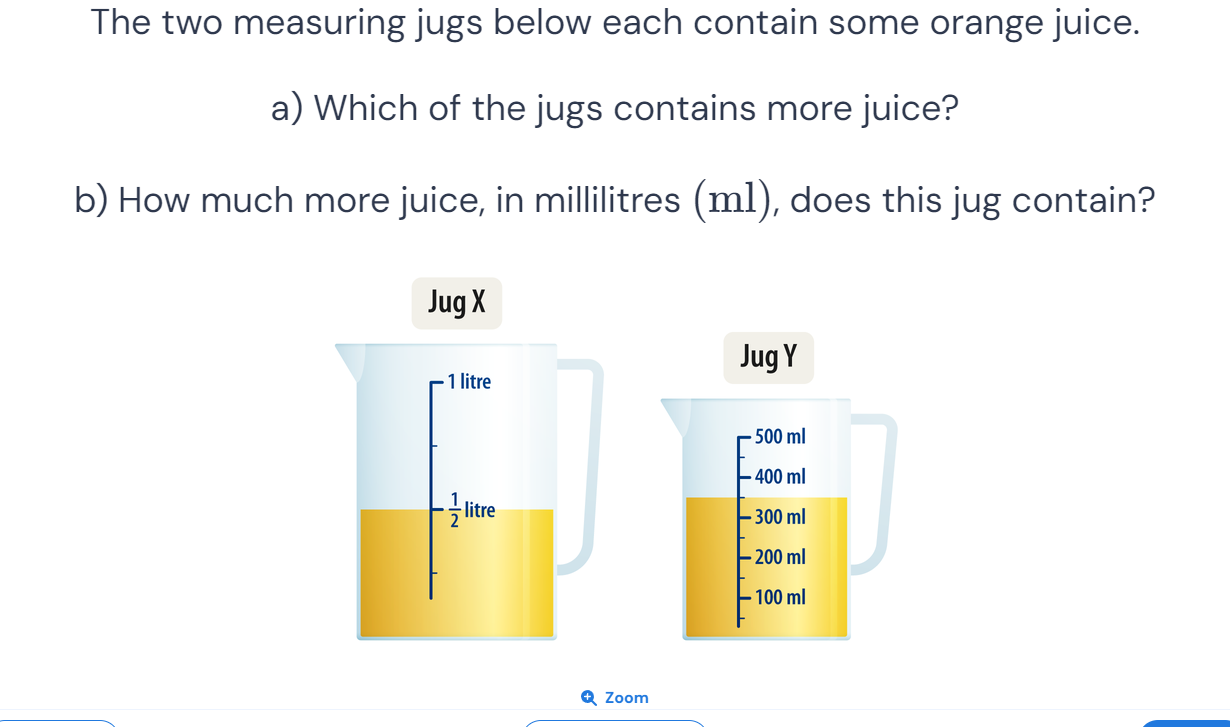 The two measuring jugs below each contain some orange juice.
a) Which of the jugs contains more juice?
b) How much more juice, in millilitres (ml), does this jug contain?
Jug X
1 litre
1/2 litre
Jug Y
500 ml
400 ml
300 ml
200 ml
100 ml
Zoom